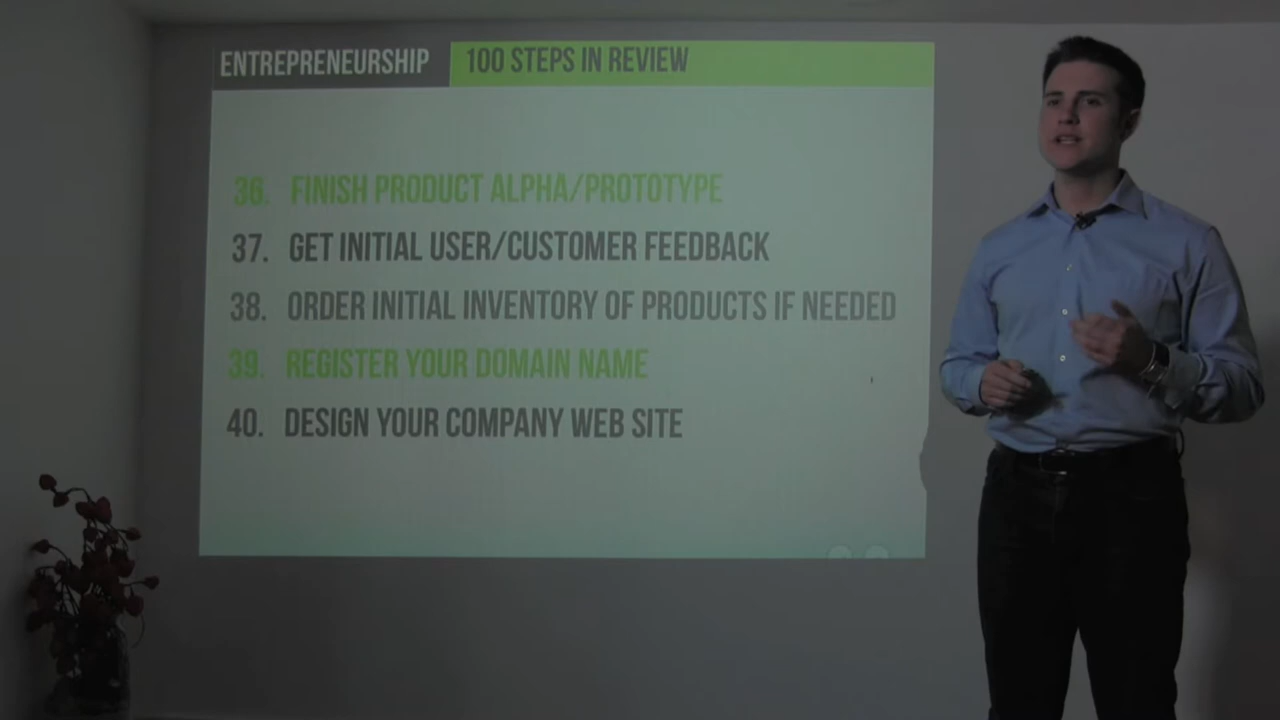 ENTREPRENEURSHIP 100 STEPS IN REVIEW
36. FINISH PRODUCT ALPHA/PROTOTYPE
37. GET INITIAL USER/CUSTOMER FEEDBACK
38. ORDER INITIAL INVENTORY OF PRODUCTS IF NEEDED
39. REGISTER YOUR DOMAIN NAME
40. DESIGN YOUR COMPANY WEB SITE